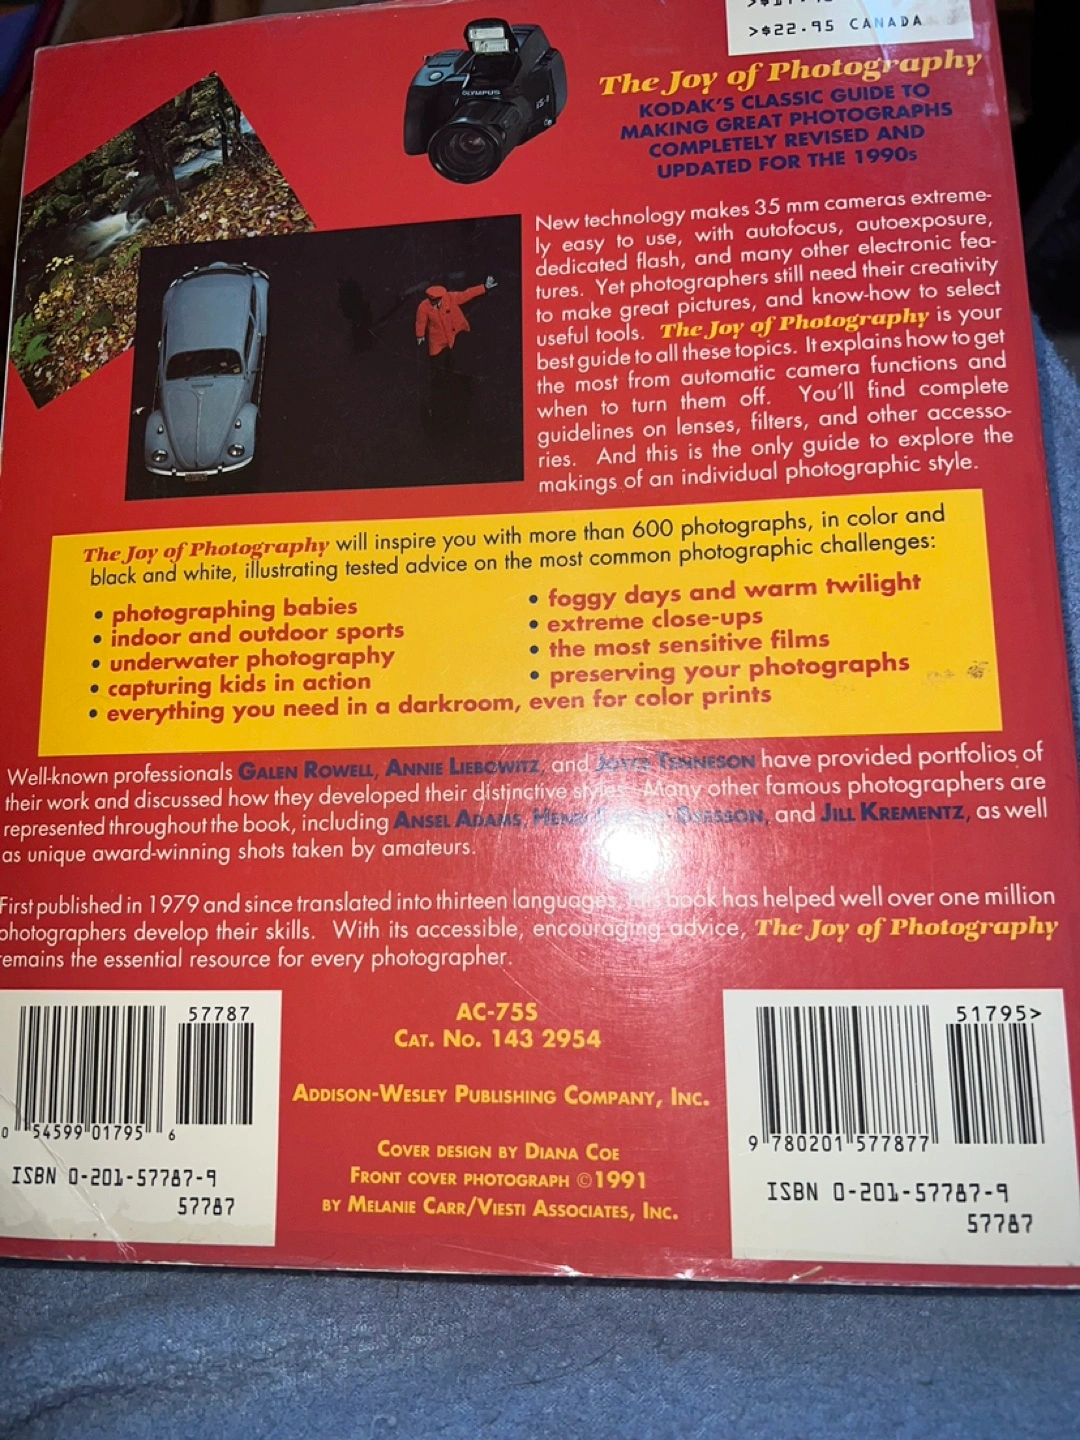 >$22.95 CANADA
OLYMPUS
The Joy of Photography
KODAK'S CLASSIC GUIDE TO
MAKING GREAT PHOTOGRAPHS
COMPLETELY REVISED AND
UPDATED FOR THE 1990s
New technology makes 35 mm cameras extreme-
ly easy to use, with autofocus, autoexposure,
dedicated flash, and many other electronic fea-
tures. Yet photographers still need their creativity
to make great pictures, and know-how to select
useful tools. The Joy of Photography is your
best guide to all these topics. It explains how to get
the most from automatic camera functions and
when to turn them off. You'll find complete
guidelines on lenses, filters, and other accesso-
ries. And this is the only guide to explore the
makings of an individual photographic style.
The Joy of Photography will inspire you with more than 600 photographs, in color and
black and white, illustrating tested advice on the most common photographic challenges:
• photographing babies
• indoor and outdoor sports
• underwater photography
• capturing kids in action
• foggy days and warm twilight
• extreme close-ups
• the most sensitive films
• preserving your photographs
• everything you need in a darkroom, even for color prints
Well-known professionals GALEN ROWELL, ANNIE LIEBOWITZ, and JOYCE TENNESON have provided portfolios of
their work and discussed how they developed their distinctive styles. Many other famous photographers are
represented throughout the book, including ANSEL ADAMS, HENRI CARTIER-BRESSON, and JILL KREMENTZ, as well
as unique award-winning shots taken by amateurs.
First published in 1979 and since translated into thirteen languages, this book has helped well over one million
photographers develop their skills. With its accessible, encouraging advice, The Joy of Photography
remains the essential resource for every photographer.
57787
0 54599 01795 6
ISBN 0-201-57787-9
57787
AC-75S
CAT. NO. 143 2954
ADDISON-WESLEY PUBLISHING COMPANY, INC.
COVER DESIGN BY DIANA COE
FRONT COVER PHOTOGRAPH ©1991
BY MELANIE CARR/VIESTI ASSOCIATES, INC.
51795>
9 780201 577877
ISBN 0-201-57787-9
57787